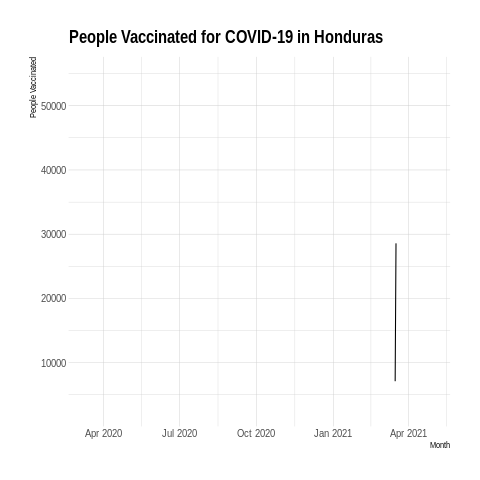 People Vaccinated for COVID-19 in Honduras
People Vaccinated
50000
40000
30000
20000
10000
Apr 2020 Jul 2020 Oct 2020 Jan 2021 Apr 2021
Month